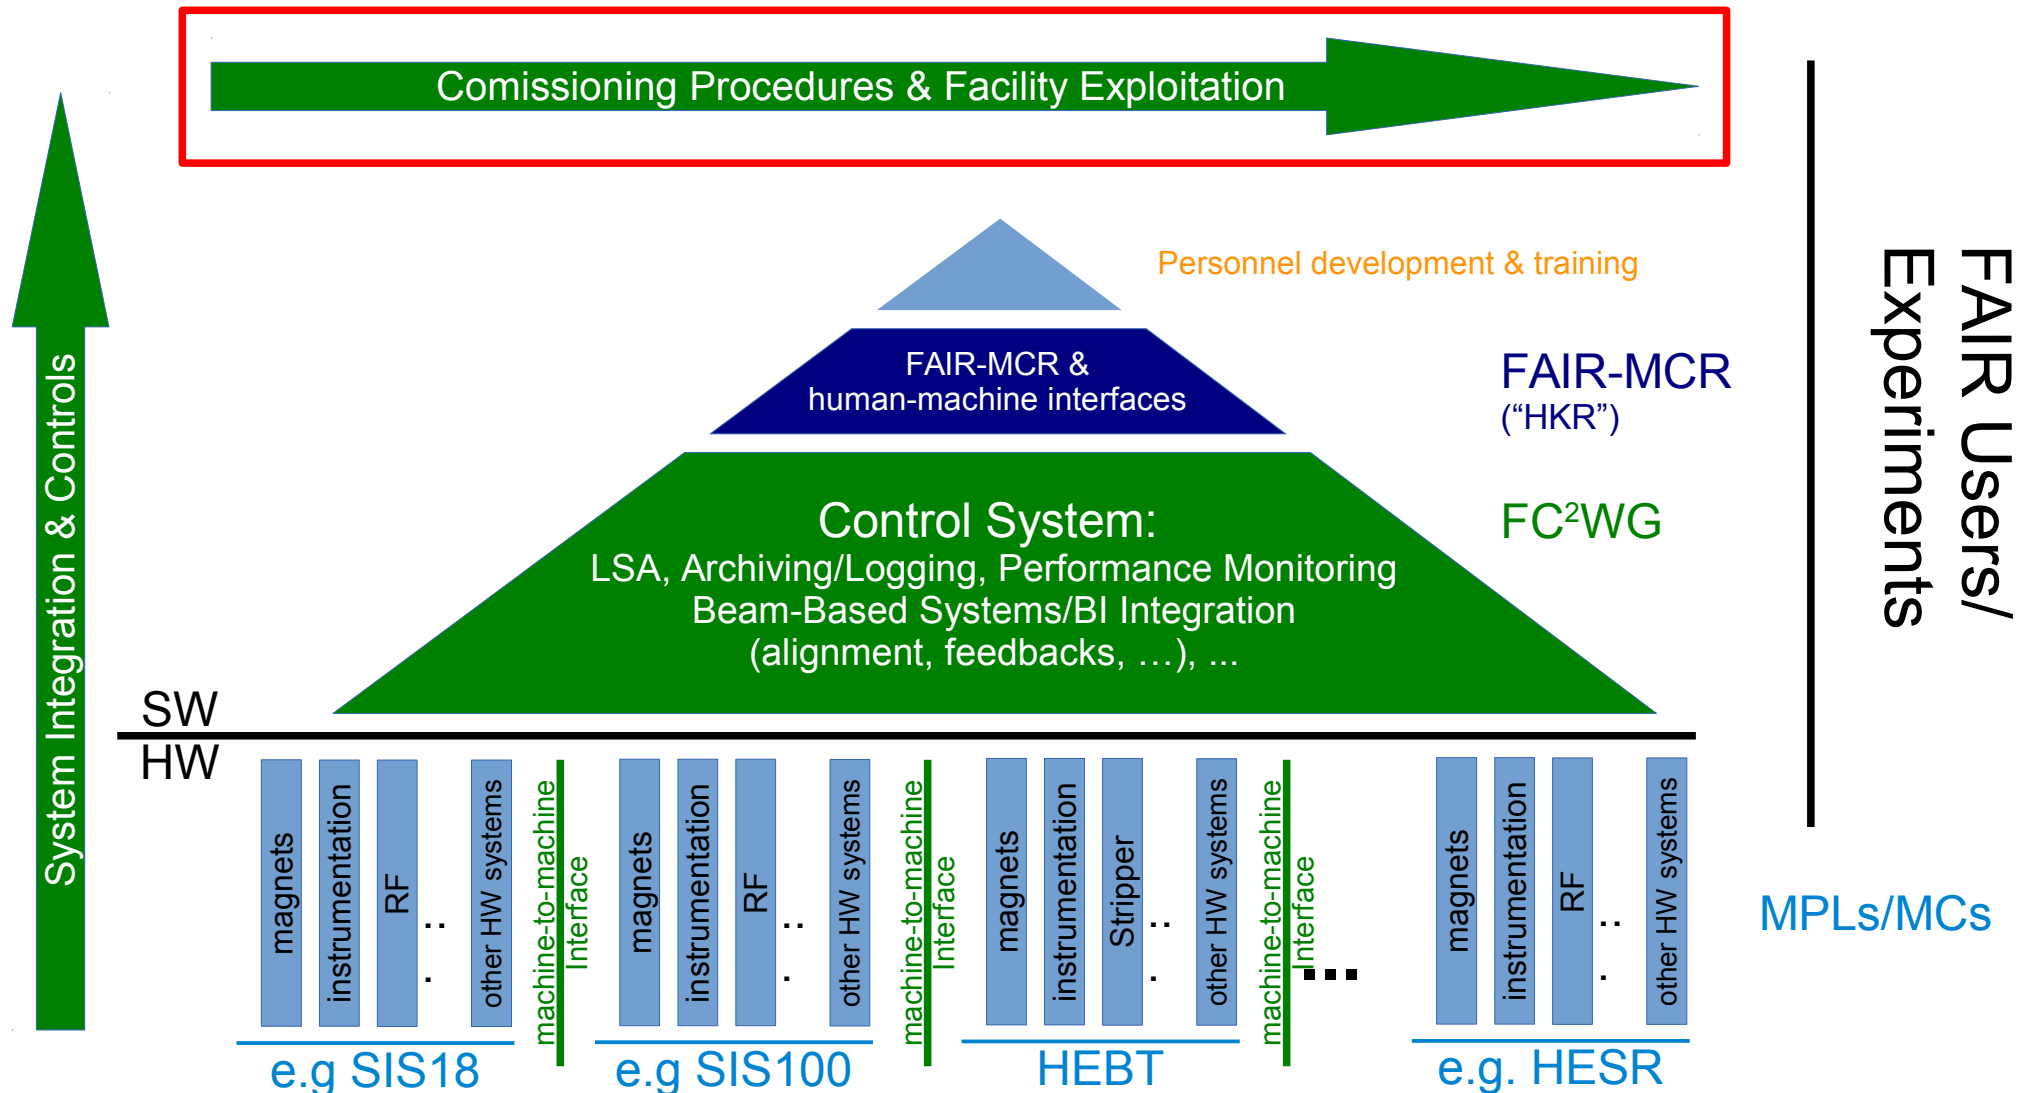 Comissioning Procedures & Facility Exploitation
System Integration & Controls
Personnel development & training
FAIR-MCR &
human-machine interfaces
FAIR-MCR
(“HKR”)
Control System:
LSA, Archiving/Logging, Performance Monitoring
Beam-Based Systems/BI Integration
(alignment, feedbacks, …), ...
FC²WG
FAIR Users/
Experiments
SW
HW
magnets
instrumentation
RF
..
.
other HW systems
machine-to-machine
Interface
magnets
instrumentation
RF
..
.
other HW systems
machine-to-machine
Interface
magnets
instrumentation
Stripper
..
.
other HW systems
machine-to-machine
Interface
...
magnets
instrumentation
RF
..
.
other HW systems
MPLs/MCs
e.g SIS18
e.g SIS100
HEBT
e.g. HESR